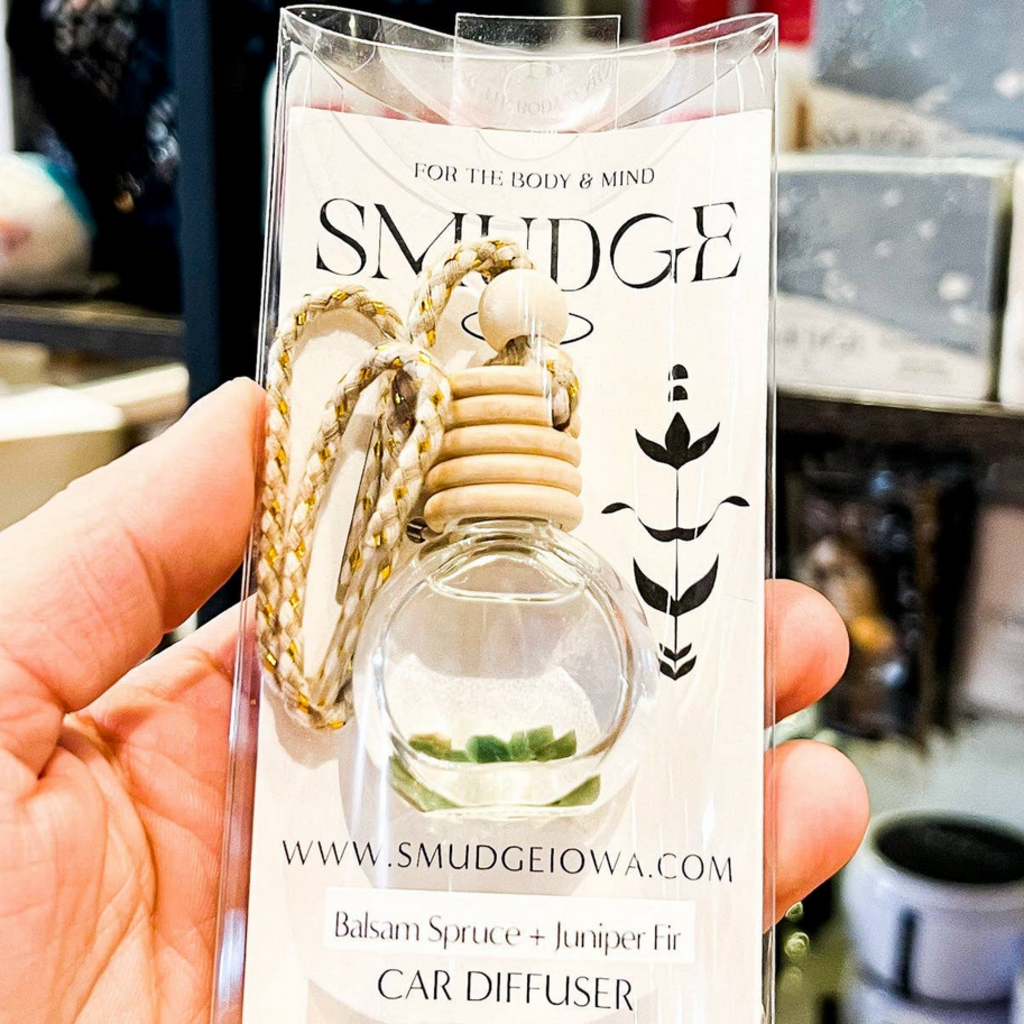 FOR THE BODY & MIND
SMUDGE
WWW.SMUDGEIOWA.COM
Balsam Spruce + Juniper Fir
CAR DIFFUSER